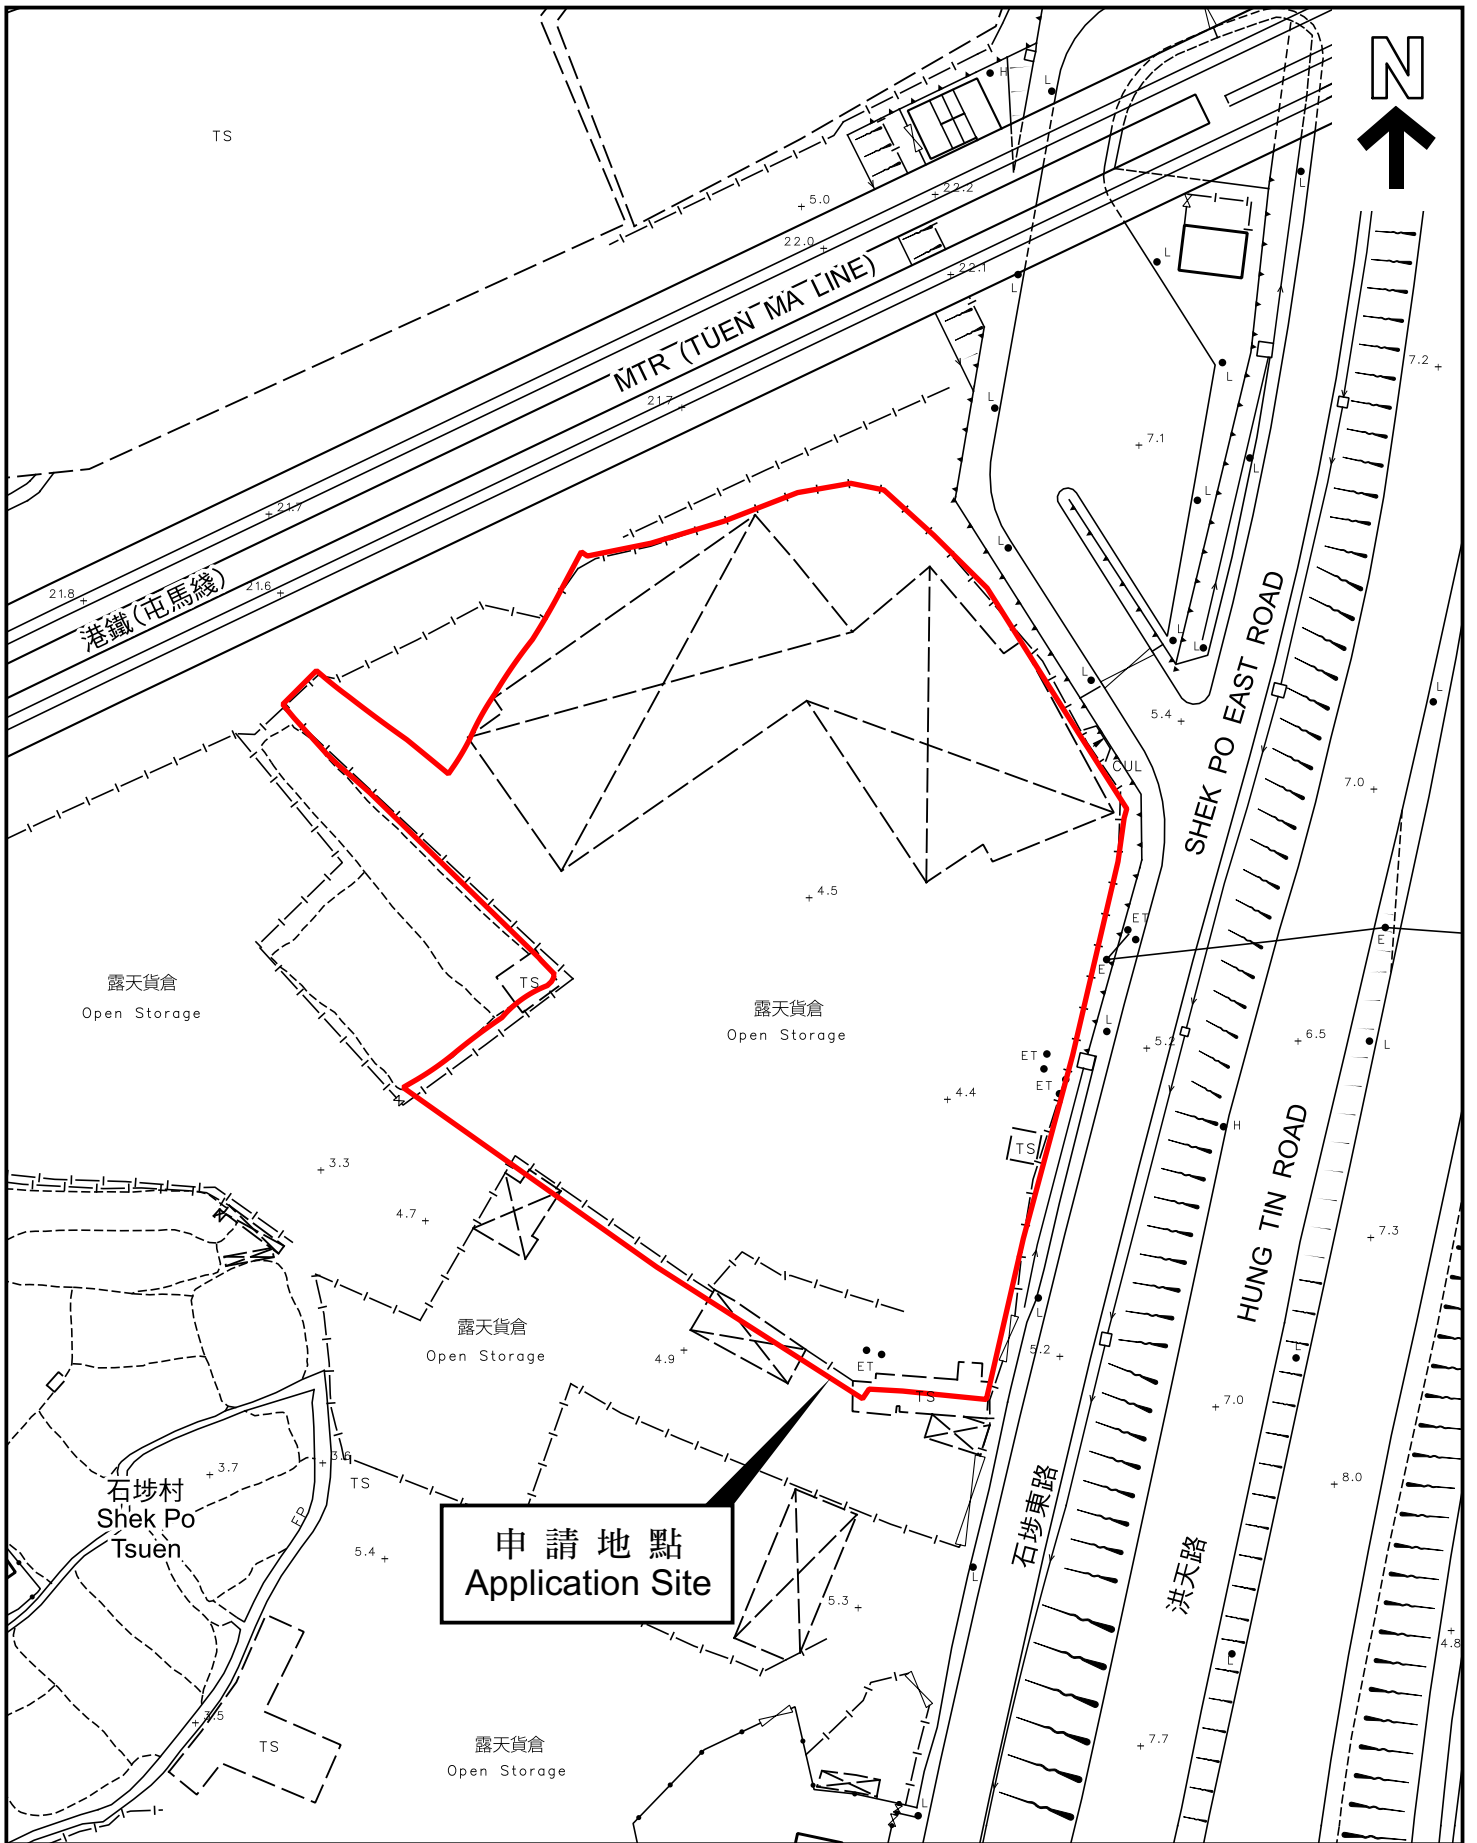 N
TS
H
L
L
5.0
22.2
22.0
22.1
L
L
MTR (TUEN MA LINE)
L
7.2
21.7
L
7.1
L
21.7
L
L
港鐵(屯馬綫)
21.8
21.6
L
L
L
SHEK PO EAST ROAD
L
L
5.4
CUL
7.0
4.5
ET
E
E
露天貨倉
Open Storage
TS
露天貨倉
Open Storage
L
5.2
6.5
L
ET
ET
4.4
H
TS
HUNG TIN ROAD
3.3
4.7
7.3
L
露天貨倉
Open Storage
4.9
ET
5.2
L
TS
7.0
3.6
3.7
TS
8.0
石埗村
Shek Po
Tsuen
FP
5.4
申請地點
Application Site
石埗東路
洪天路
L
5.3
4.8
L
3.5
TS
露天貨倉
Open Storage
7.7
L